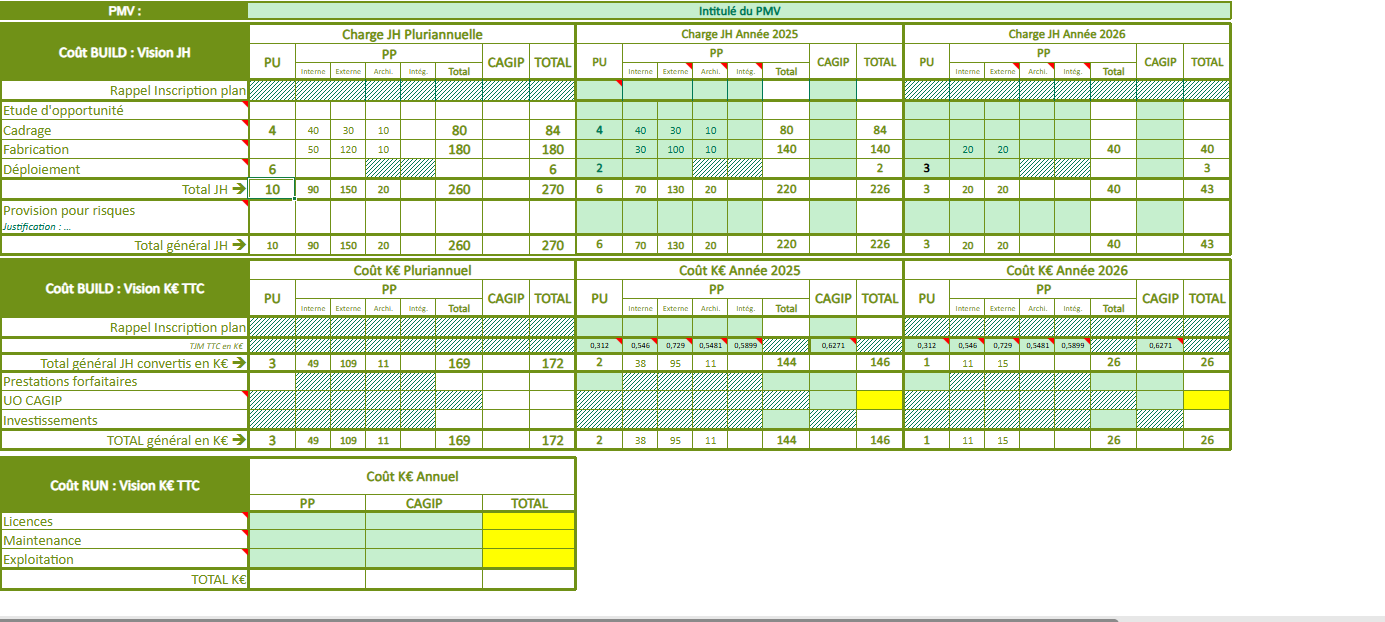 PMV : Intitulé du PMV
Coût BUILD : Vision JH Charge JH Pluriannuelle Charge JH Année 2025 Charge JH Année 2026
PU PP CAGIP TOTAL PU PP CAGIP TOTAL PU PP CAGIP TOTAL
Interne Externe Archi. Intég. Total Interne Externe Archi. Intég. Total Interne Externe Archi. Intég. Total
Rappel Inscription plan
Etude d'opportunité
Cadrage 4 40 30 10 80 84 4 40 30 10 80 84
Fabrication 50 120 10 180 180 30 100 10 140 140 20 20 40 40
Déploiement 6 6 2 2 3 3
Total JH ➔ 10 90 150 20 260 270 6 70 130 20 220 226 3 20 20 40 43
Provision pour risques
Justification : ...
Total général JH ➔ 10 90 150 20 260 270 6 70 130 20 220 226 3 20 20 40 43
Coût BUILD : Vision K€ TTC Coût K€ Pluriannuel Coût K€ Année 2025 Coût K€ Année 2026
PU PP CAGIP TOTAL PU PP CAGIP TOTAL PU PP CAGIP TOTAL
Interne Externe Archi. Intég. Total Interne Externe Archi. Intég. Total Interne Externe Archi. Intég. Total
Rappel Inscription plan
TJM TTC en K€ 0,312 0,546 0,729 0,5481 0,5899 0,6271 0,312 0,546 0,729 0,5481 0,5899 0,6271
Total général JH convertis en K€ ➔ 3 49 109 11 169 172 2 38 95 11 144 146 1 11 15 26 26
Prestations forfaitaires
UO CAGIP
Investissements
TOTAL général en K€ ➔ 3 49 109 11 169 172 2 38 95 11 144 146 1 11 15 26 26
Coût RUN : Vision K€ TTC Coût K€ Annuel
PP CAGIP TOTAL
Licences
Maintenance
Exploitation
TOTAL K€